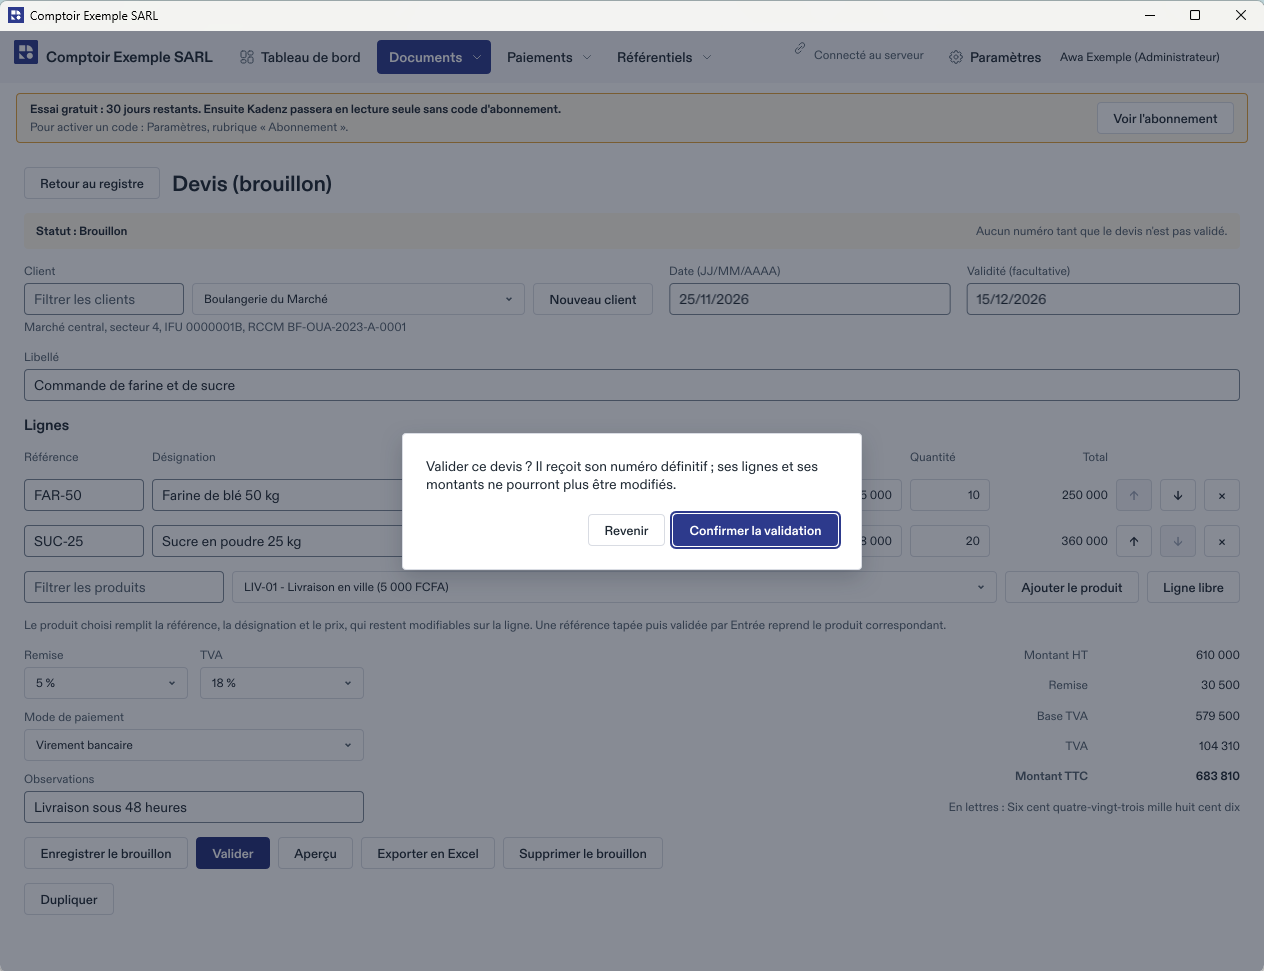 Comptoir Exemple SARL
Comptoir Exemple SARL
Tableau de bord
Documents
Paiements
Référentiels
Connecté au serveur
Paramètres
Awa Exemple (Administrateur)
Essai gratuit : 30 jours restants. Ensuite Kadenz passera en lecture seule sans code d'abonnement.
Pour activer un code : Paramètres, rubrique « Abonnement ».
Voir l'abonnement
Retour au registre
Devis (brouillon)
Statut : Brouillon
Aucun numéro tant que le devis n'est pas validé.
Client
Date (JJ/MM/AAAA)
Validité (facultative)
Filtrer les clients
Boulangerie du Marché
Nouveau client
25/11/2026
15/12/2026
Marché central, secteur 4, IFU 0000001B, RCCM BF-OUA-2023-A-0001
Libellé
Commande de farine et de sucre
Lignes
Référence
Désignation
Quantité
Total
FAR-50
Farine de blé 50 kg
5 000
10
250 000
SUC-25
Sucre en poudre 25 kg
8 000
20
360 000
Valider ce devis ? Il reçoit son numéro définitif ; ses lignes et ses
montants ne pourront plus être modifiés.
Revenir
Confirmer la validation
Filtrer les produits
LIV-01 - Livraison en ville (5 000 FCFA)
Ajouter le produit
Ligne libre
Le produit choisi remplit la référence, la désignation et le prix, qui restent modifiables sur la ligne. Une référence tapée puis validée par Entrée reprend le produit correspondant.
Remise
TVA
5 %
18 %
Mode de paiement
Virement bancaire
Observations
Livraison sous 48 heures
Montant HT 610 000
Remise 30 500
Base TVA 579 500
TVA 104 310
Montant TTC 683 810
En lettres : Six cent quatre-vingt-trois mille huit cent dix
Enregistrer le brouillon
Valider
Aperçu
Exporter en Excel
Supprimer le brouillon
Dupliquer